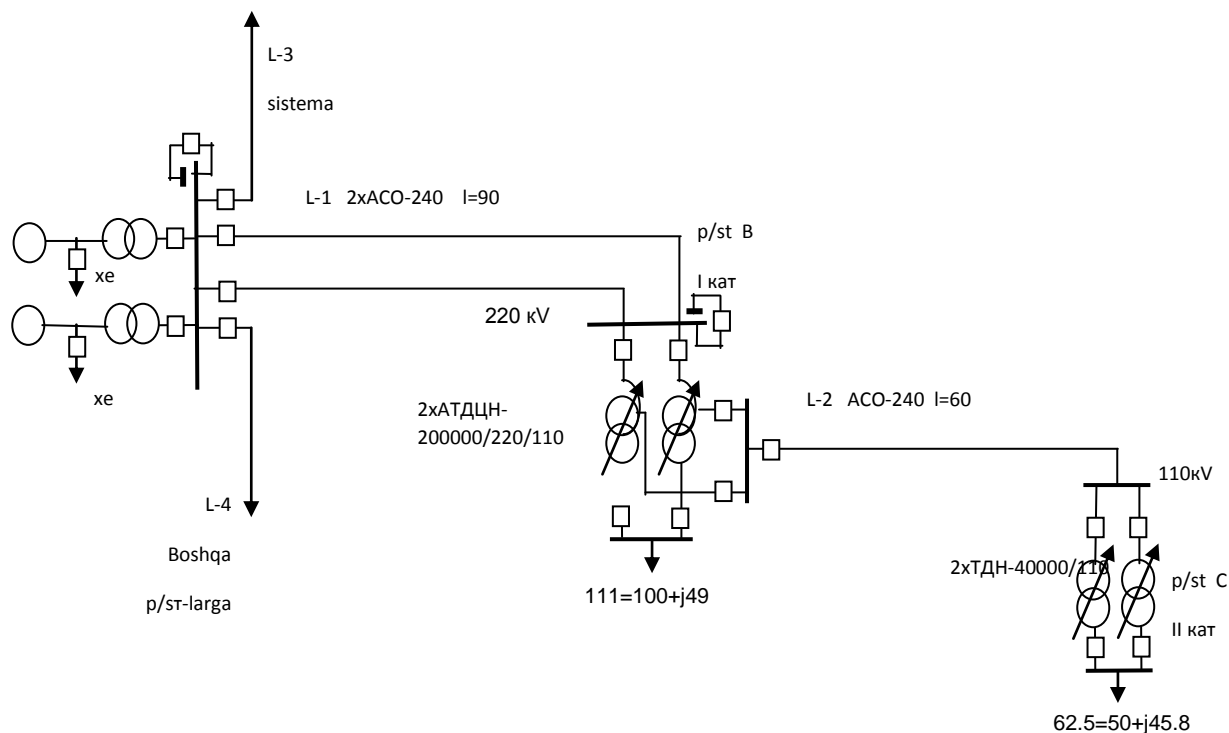 L-3
sistema
L-1 2xACO-240 l=90
p/st B
I кат
xe
220 кV
2xАТДЦН-
200000/220/110
L-2 ACO-240 l=60
xe
110кV
L-4
Boshqa
p/sт-larga
2xТДН-40000/110
p/st C
II кат
111=100+j49
62.5=50+j45.8